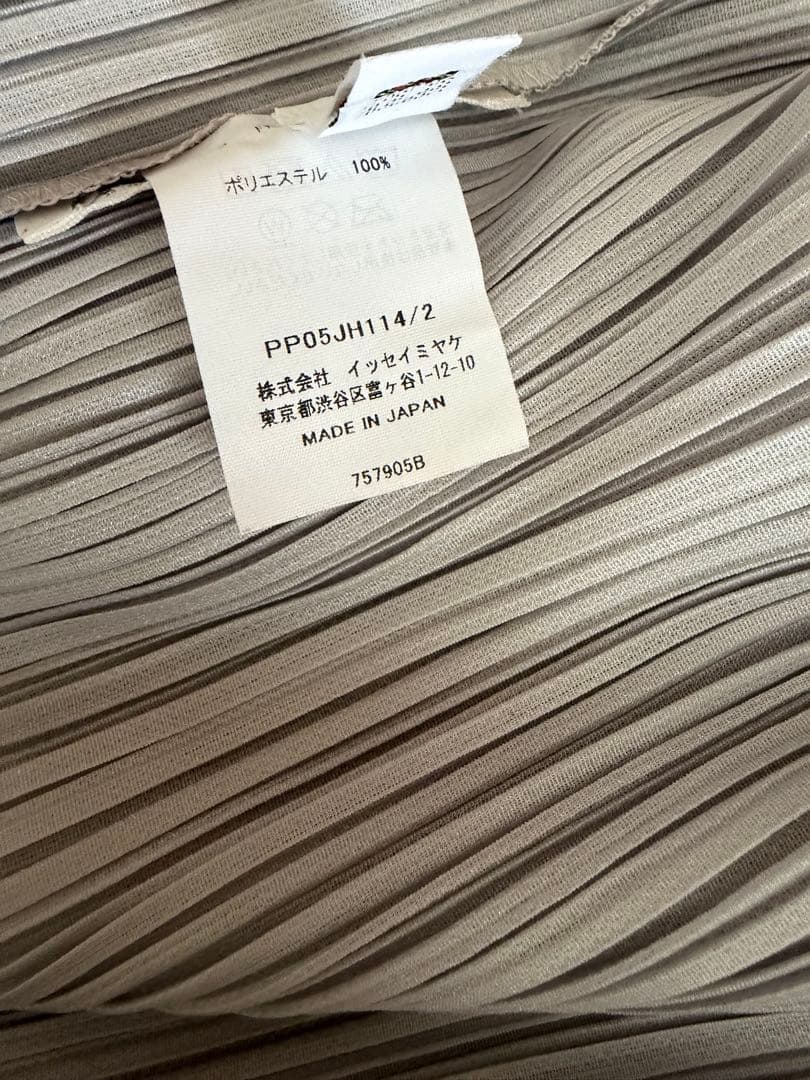 ポリエステル 100%
PP05JH114/2
株式会社 イッセイミヤケ
東京都渋谷区富ヶ谷1-12-10
MADE IN JAPAN
757905B